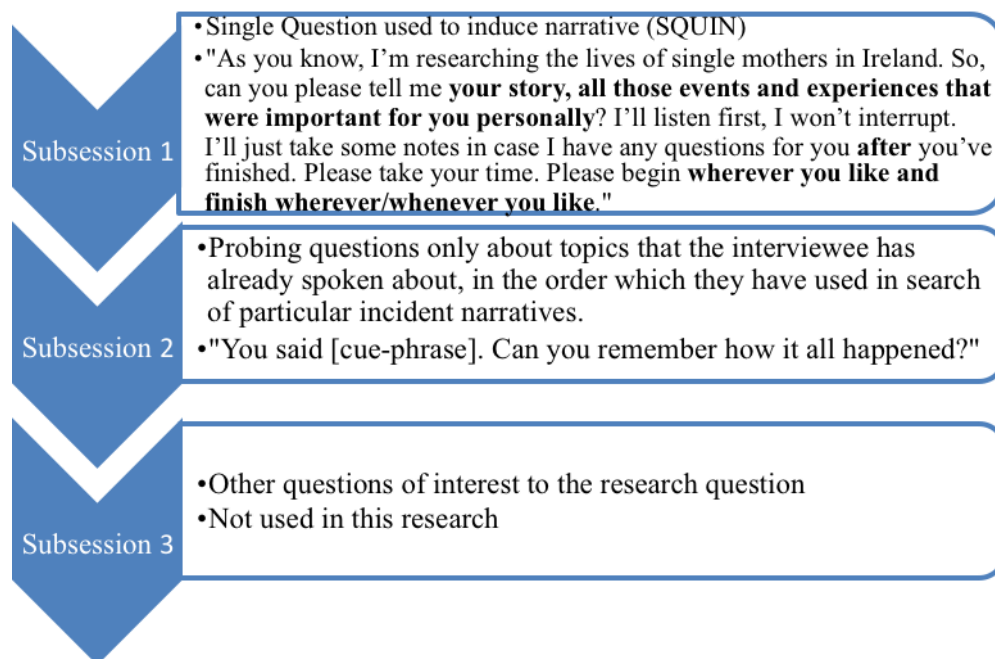 •Single Question used to induce narrative (SQUIN)
•"As you know, I'm researching the lives of single mothers in Ireland. So,
can you please tell me your story, all those events and experiences that
were important for you personally? I'll listen first, I won't interrupt.
I'll just take some notes in case I have any questions for you after you've
finished. Please take your time. Please begin wherever you like and
finish wherever/whenever you like."
Subsession 1
•Probing questions only about topics that the interviewee has
already spoken about, in the order which they have used in search
of particular incident narratives.
•"You said [cue-phrase]. Can you remember how it all happened?"
Subsession 2
•Other questions of interest to the research question
•Not used in this research
Subsession 3